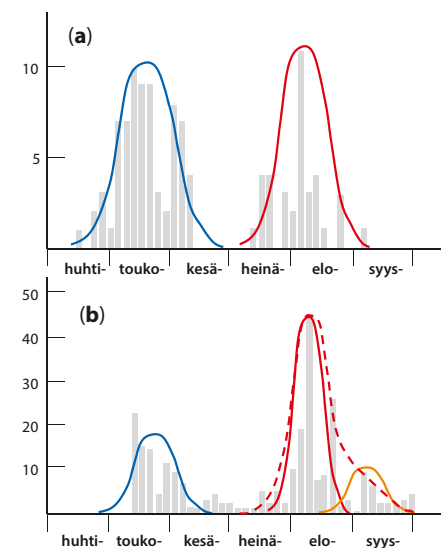 (a)
10
5
huhti- touko- kesä- heinä- elo- syys-
50
(b)
40
30
20
10
huhti- touko- kesä- heinä- elo- syys-